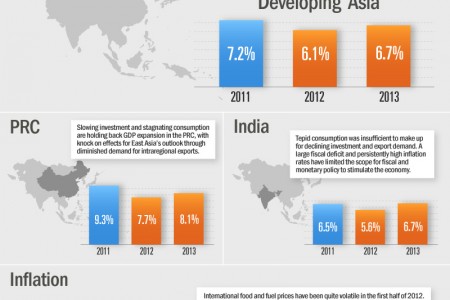 Developing Asia
7.2%
6.1%
6.7%
2011
2012
2013
PRC
Slowing investment and stagnating consumption
are holding back GDP expansion in the PRC, with
knock on effects for East Asia's outlook through
diminished demand for intraregional exports.
9.3%
7.7%
8.1%
2011
2012
2013
India
Tepid consumption was insufficient to make up
for declining investment and export demand. A
large fiscal deficit and persistently high inflation
rates have limited the scope for fiscal and
monetary policy to stimulate the economy.
6.5%
5.6%
6.7%
2011
2012
2013
Inflation
International food and fuel prices have been quite volatile in the first half of 2012.